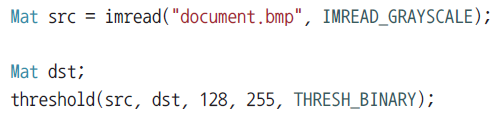 Mat src = imread("document.bmp", IMREAD_GRAYSCALE);
Mat dst;
threshold(src, dst, 128, 255, THRESH_BINARY);